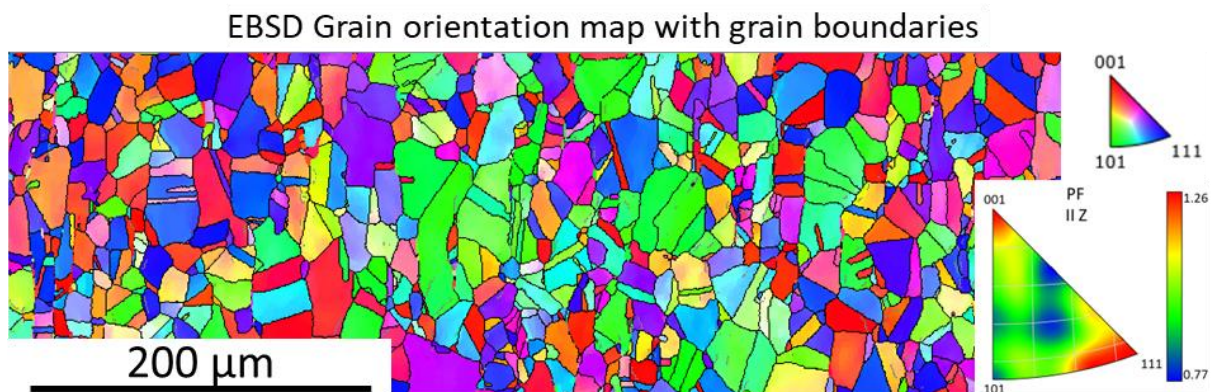 EBSD Grain orientation map with grain boundaries
001
101
111
PF
II Z
001
1.26
111
101
0.77
200 µm